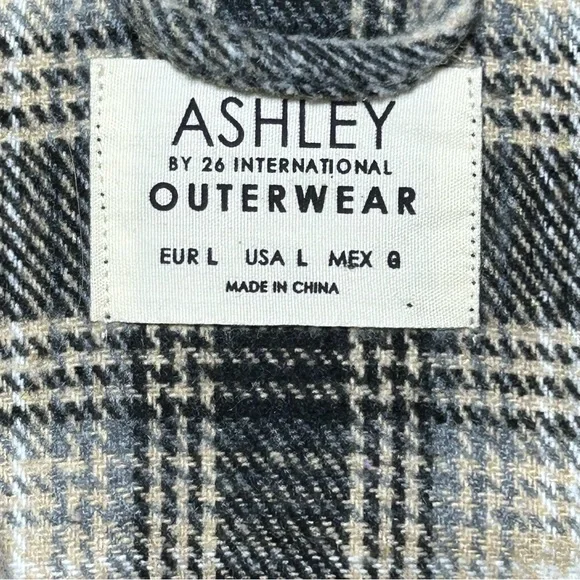 ASHLEY
BY 26 INTERNATIONAL
OUTERWEAR
EUR L USA L MEX G
MADE IN CHINA